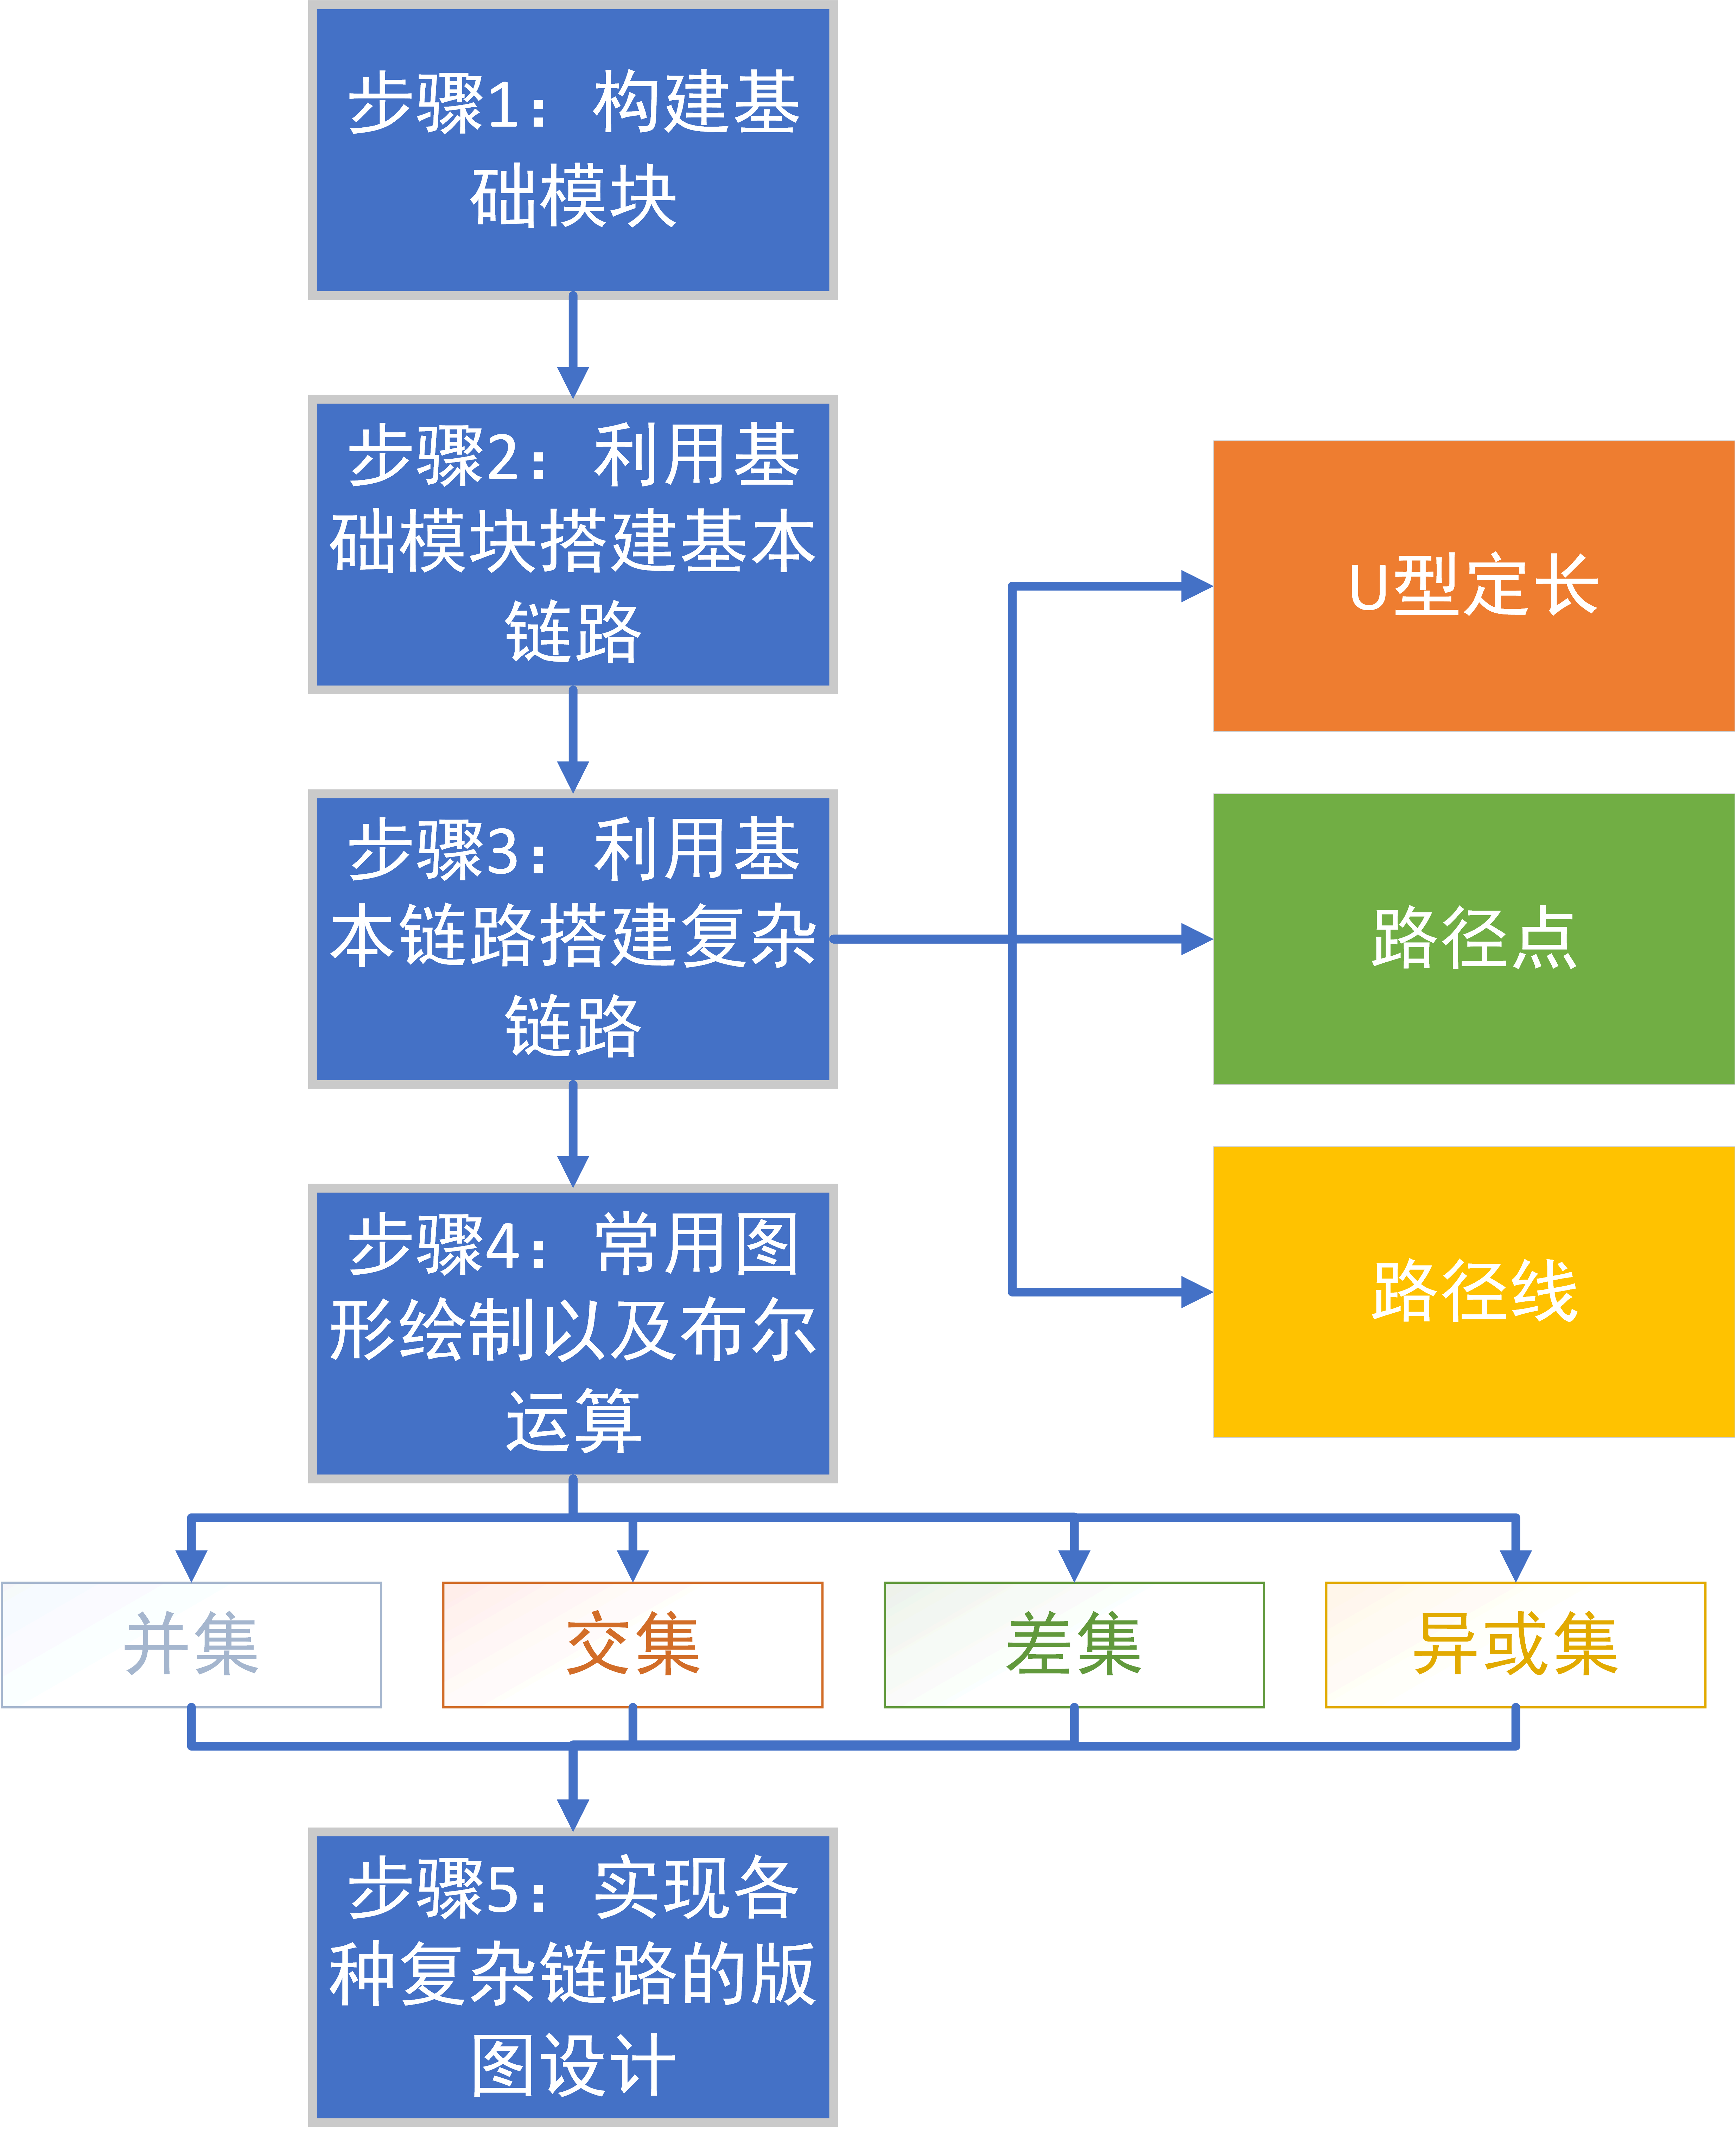 步骤1： 构建基
础模块
步骤2： 利用基
础模块搭建基本
链路
U型定长
步骤3： 利用基
本链路搭建复杂
链路
路径点
步骤4： 常用图
形绘制以及布尔
运算
路径线
并集
交集
差集
异或集
步骤5： 实现各
种复杂链路的版
图设计